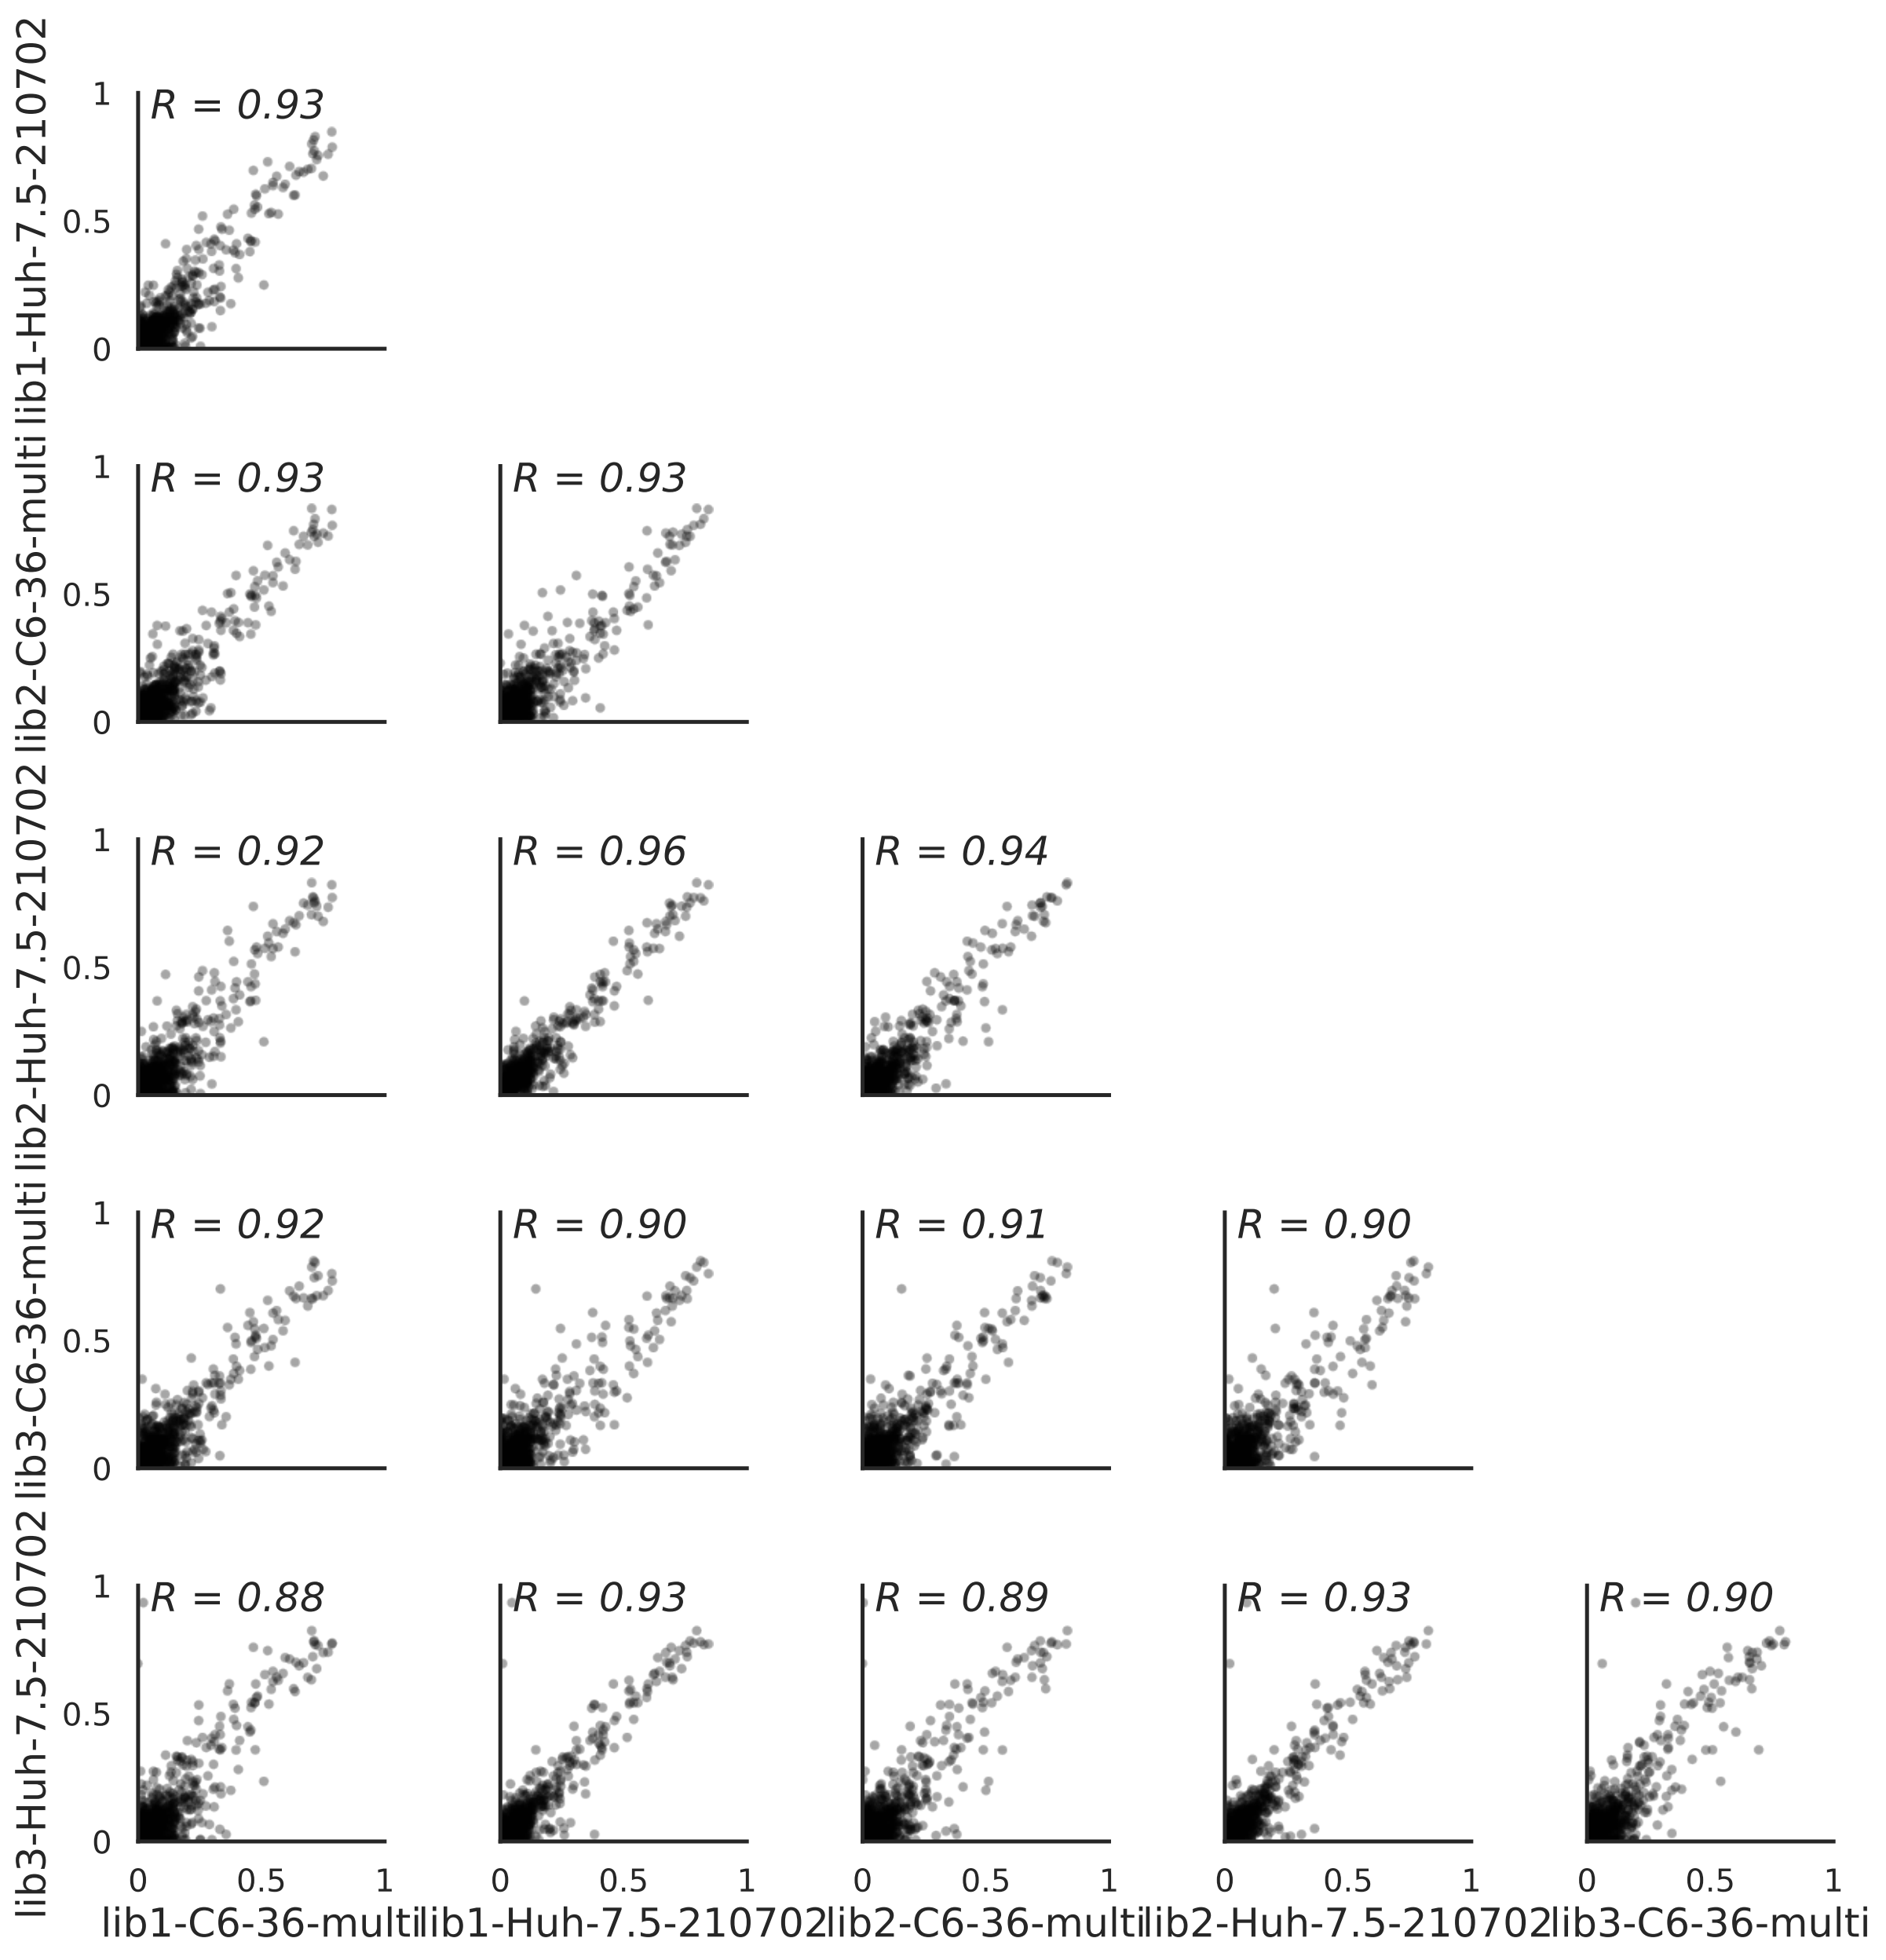 lib1-Huh-7.5-210702
1
0.5
0
R = 0.93
lib2-C6-36-multi
1
0.5
0
R = 0.93
R = 0.93
lib2-Huh-7.5-210702
1
0.5
0
R = 0.92
R = 0.96
R = 0.94
lib3-C6-36-multi
1
0.5
0
R = 0.92
R = 0.90
R = 0.91
R = 0.90
lib3-Huh-7.5-210702
1
0.5
0
R = 0.88
R = 0.93
R = 0.89
R = 0.93
R = 0.90
0 0.5 1
0 0.5 1
0 0.5 1
0 0.5 1
0 0.5 1
lib1-C6-36-multi
lib1-Huh-7.5-210702
lib2-C6-36-multi
lib2-Huh-7.5-210702
lib3-C6-36-multi